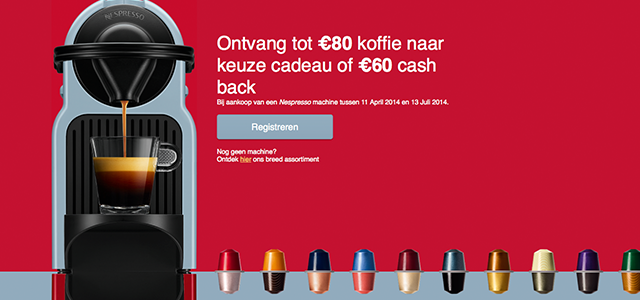 NESPRESSO
Ontvang tot €80 koffie naar
keuze cadeau of €60 cash
back
Bij aankoop van een Nespresso machine tussen 11 April 2014 en 13 Juli 2014.
Registreren
Nog geen machine?
Ontdek hier ons breed assortiment